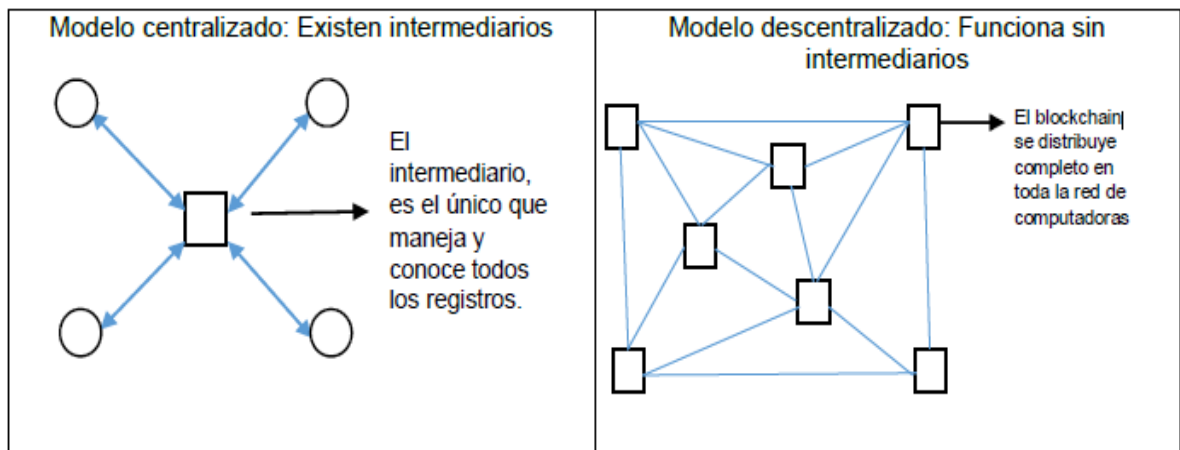 Modelo centralizado: Existen intermediarios
El
intermediario,
es el único que
maneja y
conoce todos
los registros.
Modelo descentralizado: Funciona sin
intermediarios
El blockchain
se distribuye
completo en
toda la red de
computadoras